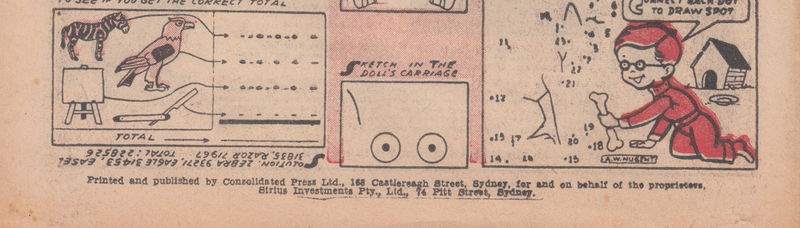 TO SEE IF YOU GET THE CORRECT TOTAL
TOTAL
SOLUTION. ZEBRA 93271, EAGLE 31453, EASEL
31835, RAZOR 71967 TOTAL: 228526
SKETCH IN THE
DOLL'S CARRIAGE
CONNECT EACH DOT
TO DRAW SPOT
A.W. NUGENT
Printed and published by Consolidated Press Ltd., 168 Castlereagh Street, Sydney, for and on behalf of the proprietors,
Sirius Investments Pty., Ltd., 74 Pitt Street, Sydney.